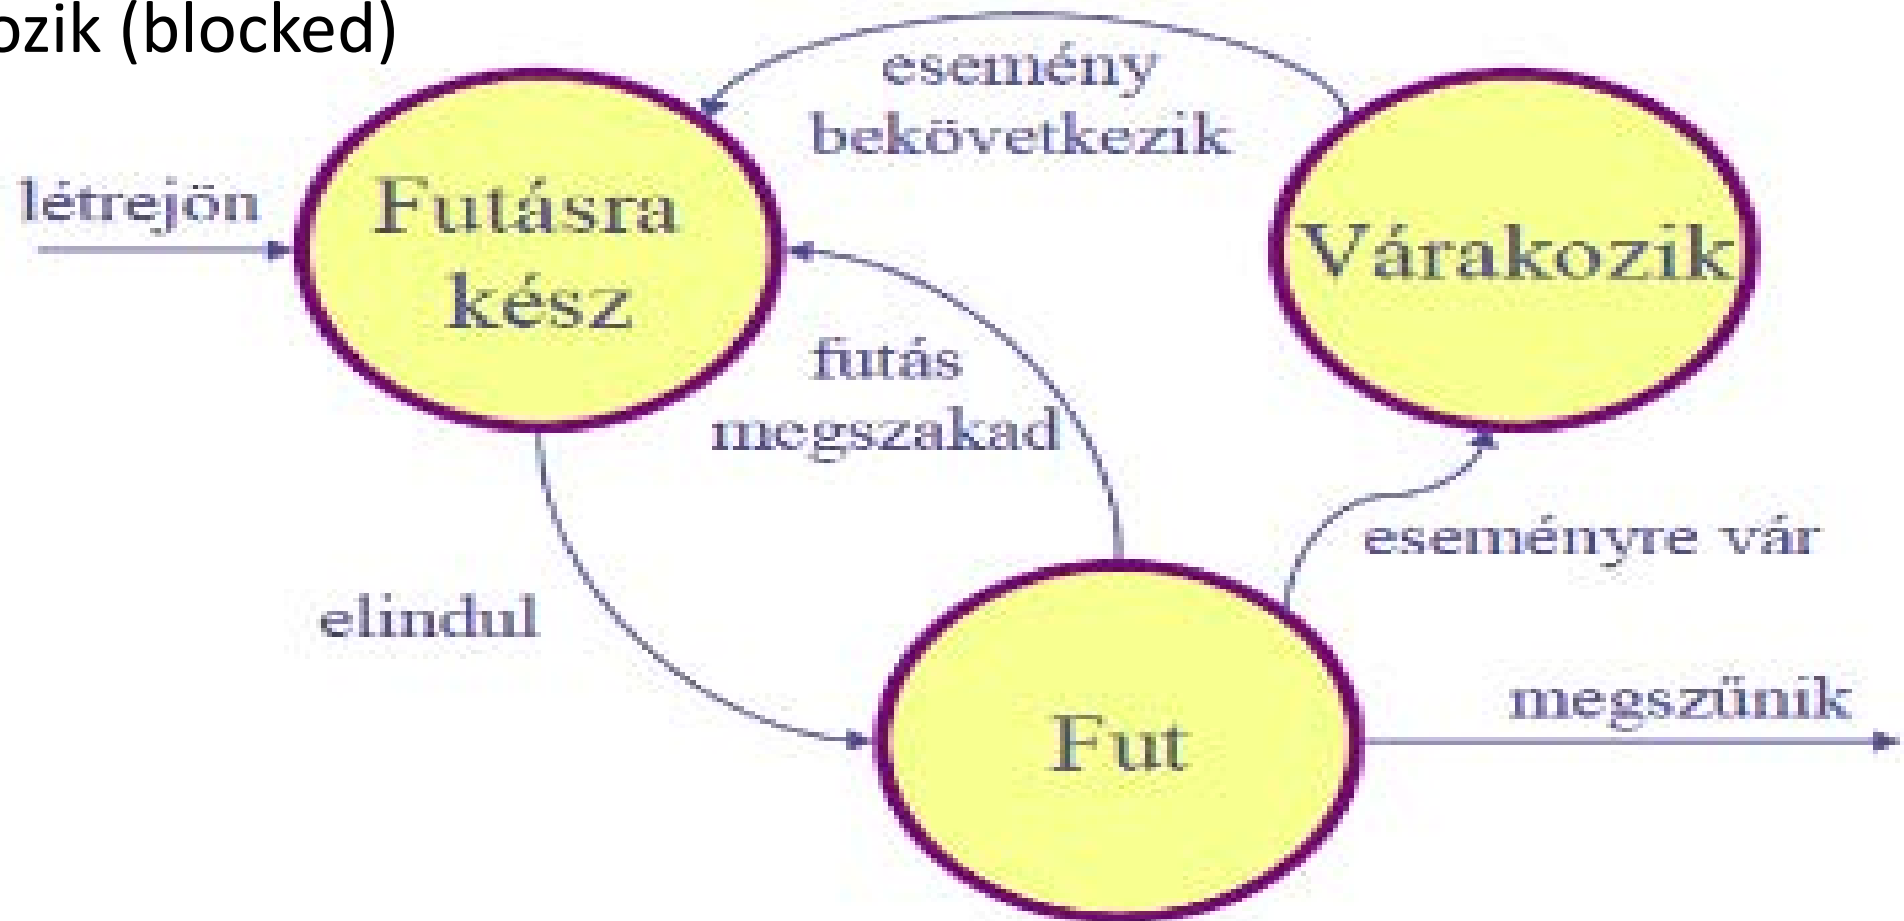 ozik (blocked)
esemény
bekövetkezik
létrejön
Futásra
kész
Várakozik
futás
megszakad
eseményre vár
elindul
megszűnik
Fut